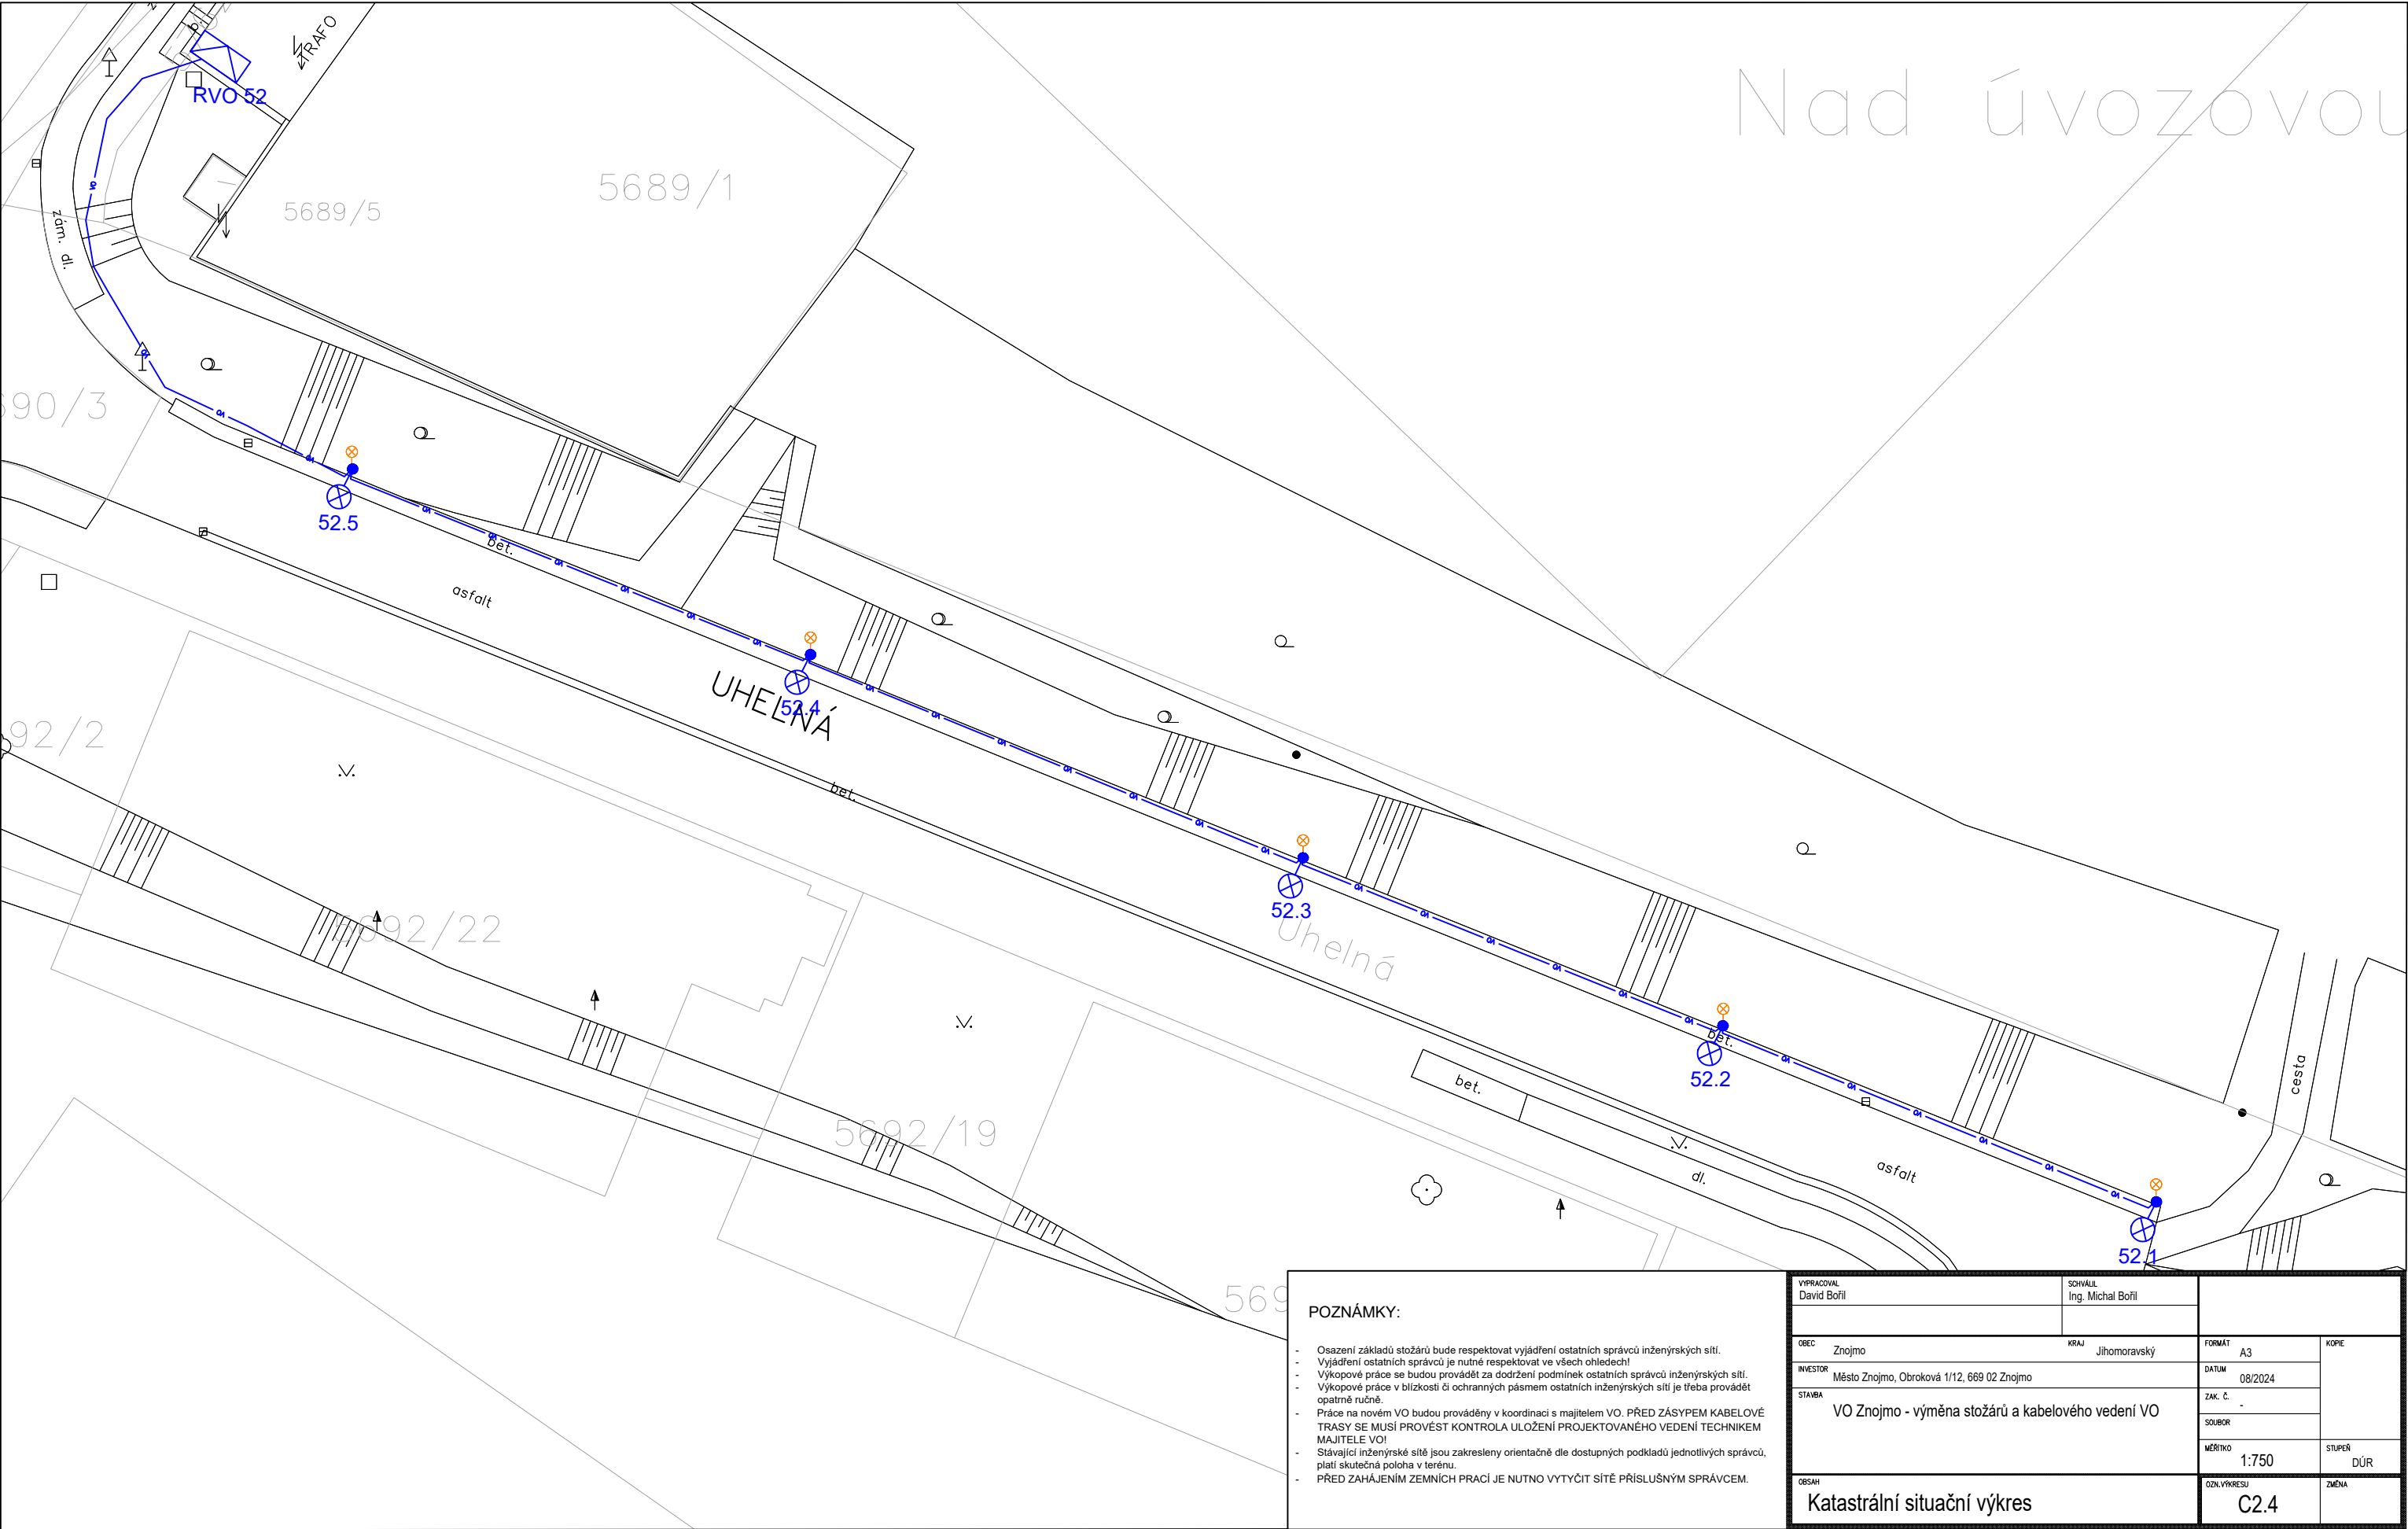 TRAFO
RVO 52
Nad úvozovou
5689/1
5689/5
vo
zám. dl.
690/3
52.5
bet.
asfalt
UHELNÁ
52.4
92/2
bet.
52.3
Uhelná
5692/22
52.2
bet.
cesta
bet.
5692/19
dl.
asfalt
52.1
569
POZNÁMKY:
- Osazení základů stožárů bude respektovat vyjádření ostatních správců inženýrských sítí.
- Vyjádření ostatních správců je nutné respektovat ve všech ohledech!
- Výkopové práce se budou provádět za dodržení podmínek ostatních správců inženýrských sítí.
- Výkopové práce v blízkosti či ochranných pásmem ostatních inženýrských sítí je třeba provádět
opatrně ručně.
- Práce na novém VO budou prováděny v koordinaci s majitelem VO. PŘED ZÁSYPEM KABELOVÉ
TRASY SE MUSÍ PROVÉST KONTROLA ULOŽENÍ PROJEKTOVANÉHO VEDENÍ TECHNIKEM
MAJITELE VO!
- Stávající inženýrské sítě jsou zakresleny orientačně dle dostupných podkladů jednotlivých správců,
platí skutečná poloha v terénu.
- PŘED ZAHÁJENÍM ZEMNÍCH PRACÍ JE NUTNO VYTYČIT SÍTĚ PŘÍSLUŠNÝM SPRÁVCEM.
VYPRACOVAL
David Bořil
SCHVÁLIL
Ing. Michal Bořil
OBEC Znojmo
KRAJ Jihomoravský
INVESTOR Město Znojmo, Obroková 1/12, 669 02 Znojmo
STAVBA
VO Znojmo - výměna stožárů a kabelového vedení VO
FORMÁT A3
KOPIE
DATUM 08/2024
ZAK. Č. -
SOUBOR
MĚŘÍTKO 1:750
STUPEŇ DÚR
OBSAH
Katastrální situační výkres
OZN.VÝKRESU
C2.4
ZMĚNA